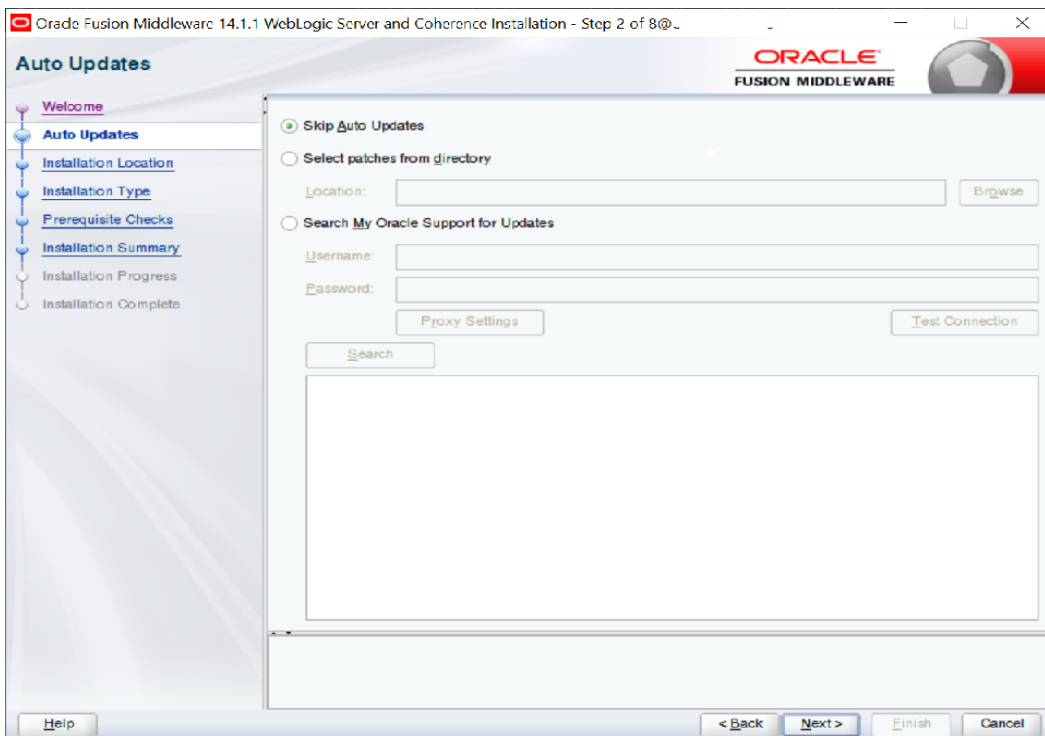 Oracle Fusion Middleware 14.1.1 WebLogic Server and Coherence Installation - Step 2 of 8@
Auto Updates
ORACLE
FUSION MIDDLEWARE
Welcome
Auto Updates
Installation Location
Installation Type
Prerequisite Checks
Installation Summary
Installation Progress
Installation Complete
Skip Auto Updates
Select patches from directory
Location:
Browse
Search My Oracle Support for Updates
Username:
Password:
Proxy Settings
Test Connection
Search
Help
< Back
Next >
Finish
Cancel